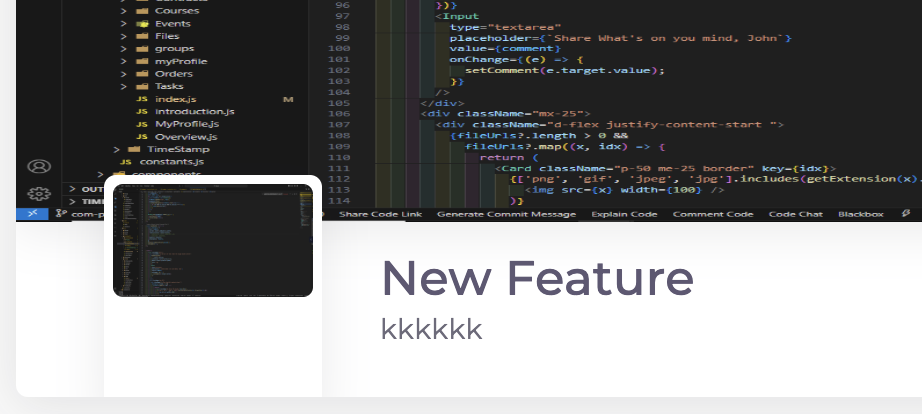 Courses
Events
Files
groups
myProfile
Orders
Tasks
JS index.js M
JS introduction.js
JS MyProfile.js
JS Overview.js
TimeStamp
JS constants.js
components
OUT
TIME
com-p
96 })}
97 <Input
98 type="textarea"
99 placeholder={`Share What's on you mind, John`}
100 value={comment}
101 onChange={(e) => {
102 setComment(e.target.value);
103 }}
104 />
105 </div>
106 <div className="mx-25">
107 <div className="d-flex justify-content-start ">
108 {fileUrls?.length > 0 &&
109 fileUrls?.map((x, idx) => {
110 return (
111 <Card className="p-50 me-25 border" key={idx}>
112 {['png', 'gif', 'jpeg', 'jpg'].includes(getExtension(x).
113 <img src={x} width={100} />
114 )}
Share Code Link Generate Commit Message Explain Code Comment Code Code Chat Blackbox
New Feature
kkkkkk